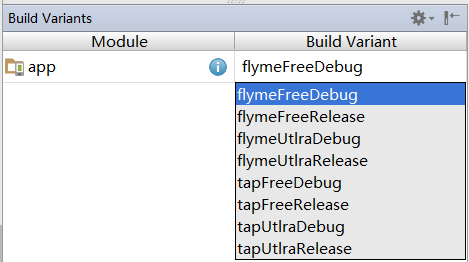 Build Variants
Module Build Variant
app flymeFreeDebug
flymeFreeDebug
flymeFreeRelease
flymeUtlraDebug
flymeUtlraRelease
tapFreeDebug
tapFreeRelease
tapUtlraDebug
tapUtlraRelease